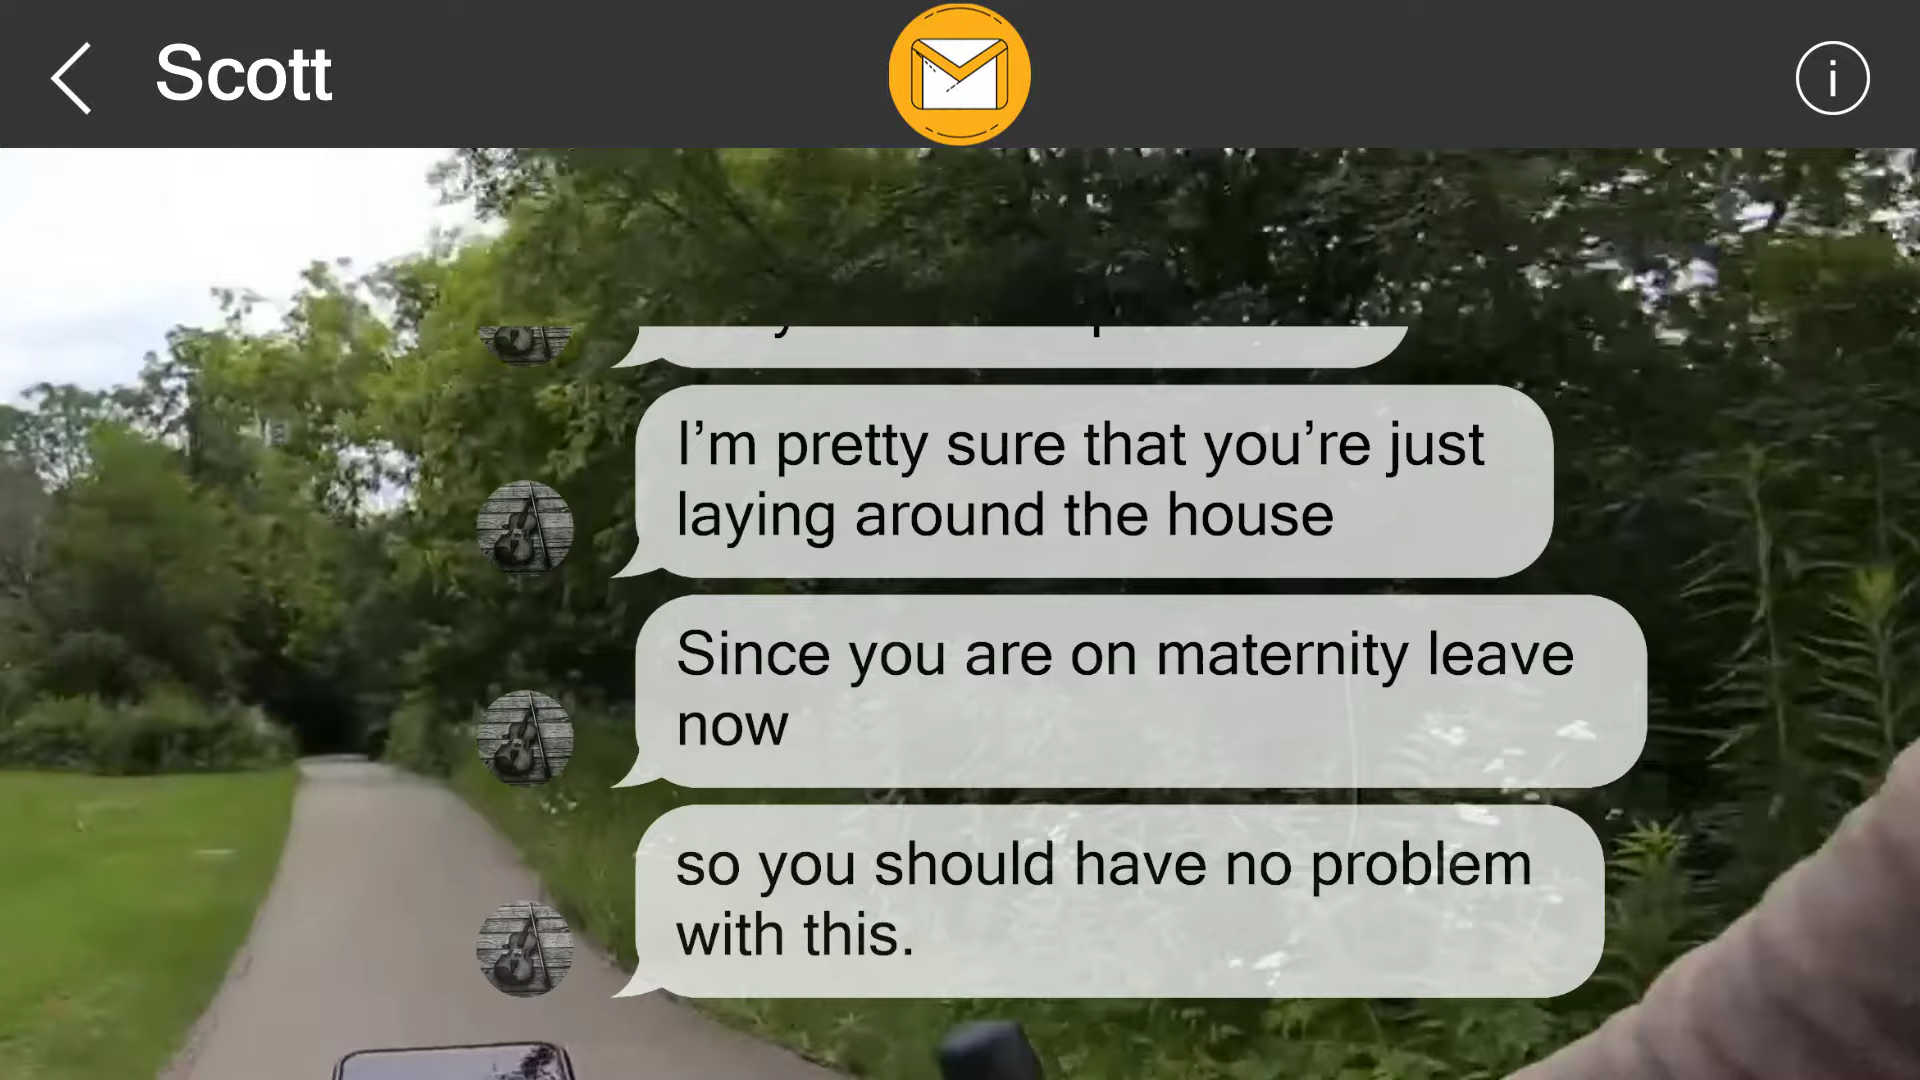 Scott
I’m pretty sure that you’re just
laying around the house
Since you are on maternity leave
now
so you should have no problem
with this.